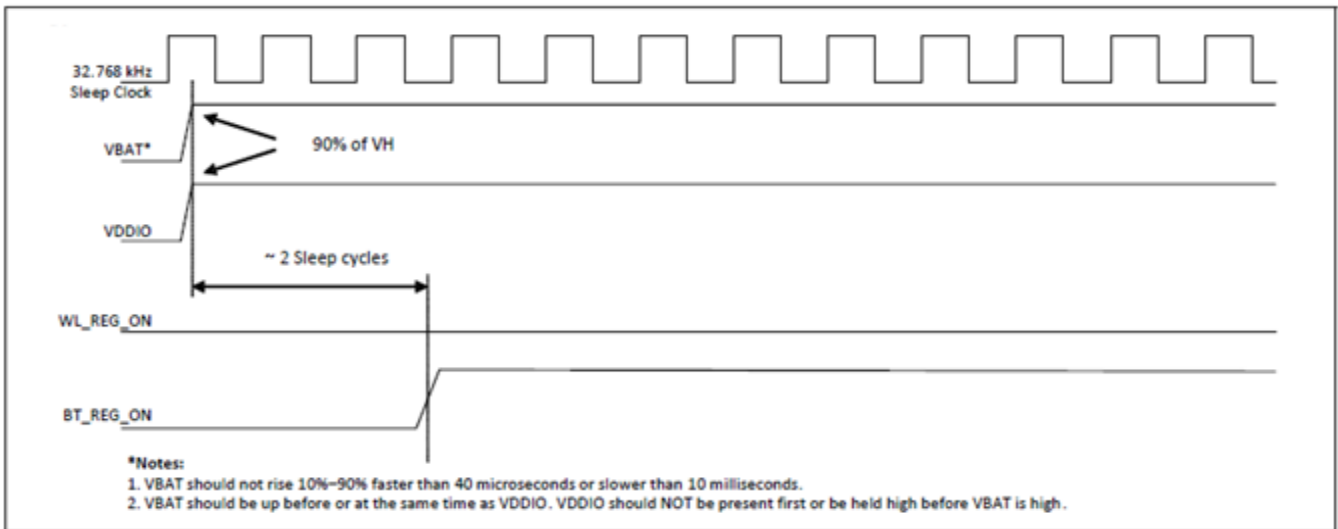 32.768 kHz
Sleep Clock
VBAT*
90% of VH
VDDIO
~ 2 Sleep cycles
WL_REG_ON
BT_REG_ON
*Notes:
1. VBAT should not rise 10%–90% faster than 40 microseconds or slower than 10 milliseconds.
2. VBAT should be up before or at the same time as VDDIO. VDDIO should NOT be present first or be held high before VBAT is high.